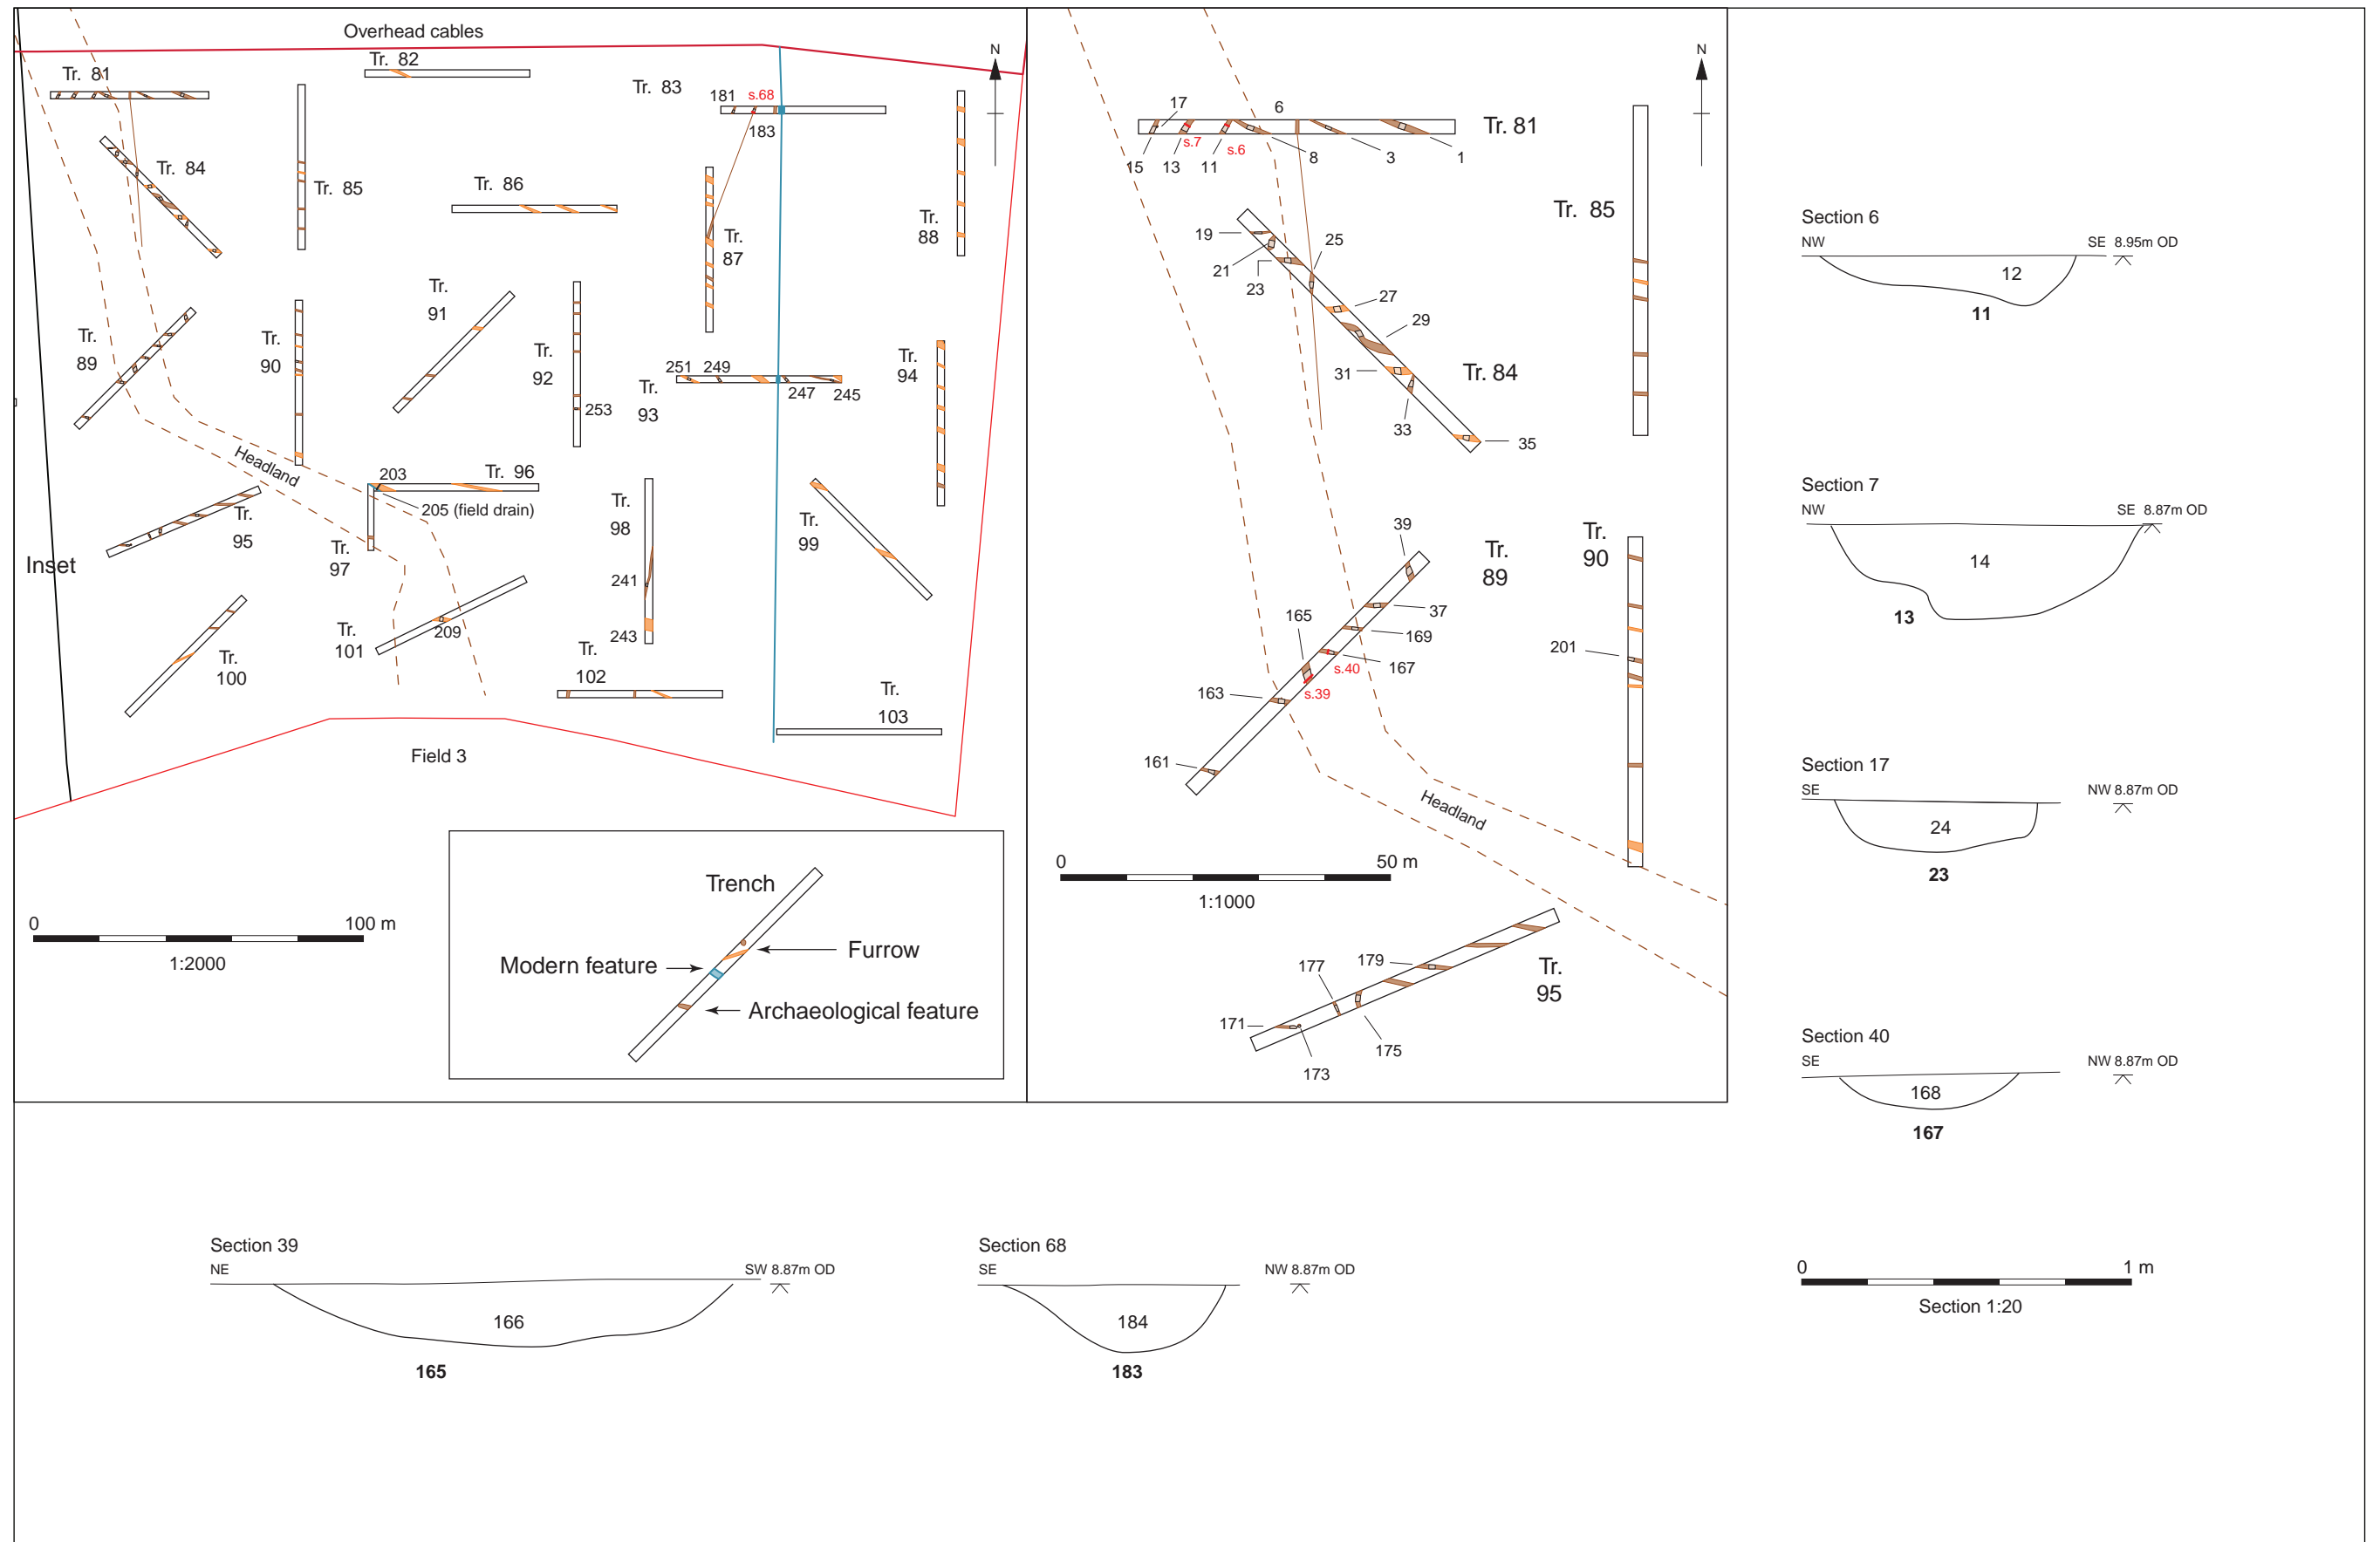 Overhead cables
N
Tr. 81
Tr. 82
Tr. 83
181
s.68
183
Tr. 84
Tr. 85
Tr. 86
Tr.
87
Tr.
88
Tr.
89
Tr.
90
Tr.
91
Tr.
92
253
Tr.
93
251
249
247
245
Tr.
94
Headland
203
Tr. 96
205 (field drain)
Tr.
95
Tr.
97
Tr.
98
241
243
Tr.
99
Inset
Tr.
100
Tr.
101
209
Tr.
102
Tr.
103
Field 3
0
100 m
1:2000
Trench
Modern feature
Furrow
Archaeological feature
N
17
6
Tr. 81
15
13
s.7
11
s.6
8
3
1
Tr. 85
19
21
23
25
27
29
31
Tr. 84
33
35
39
Tr.
89
Tr.
90
37
165
169
167
s.40
s.39
163
161
201
Headland
0
50 m
1:1000
177
179
Tr.
95
171
173
175
Section 6
NW
SE 8.95m OD
12
11
Section 7
NW
SE 8.87m OD
14
13
Section 17
SE
NW 8.87m OD
24
23
Section 40
SE
NW 8.87m OD
168
167
Section 39
NE
SW 8.87m OD
166
165
Section 68
SE
NW 8.87m OD
184
183
0
1 m
Section 1:20